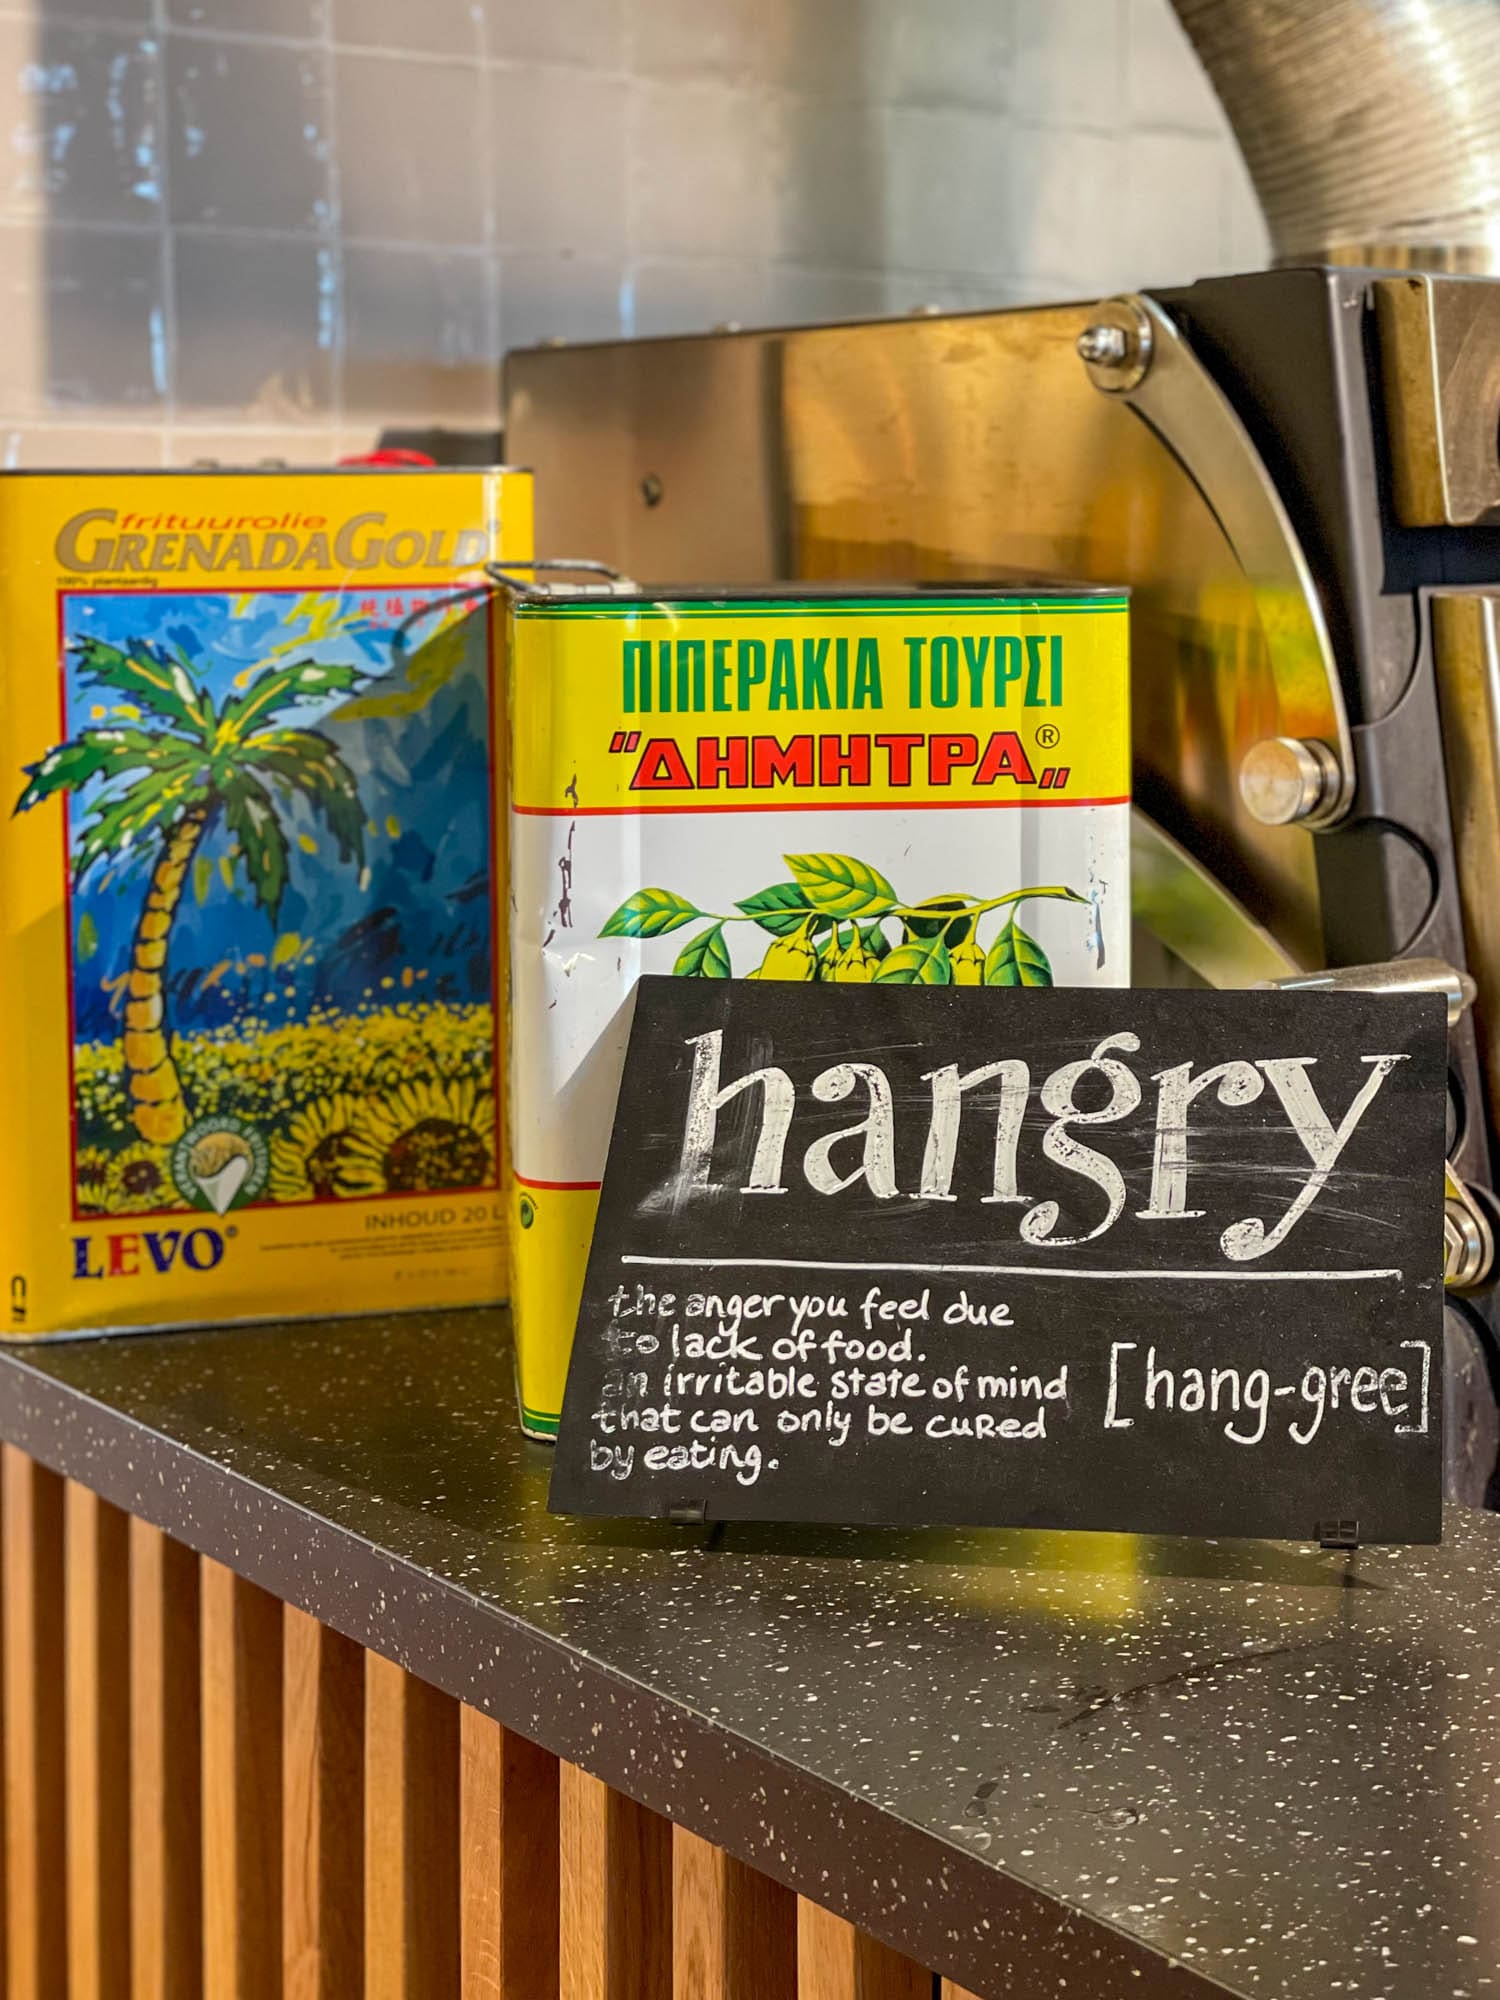 frituurolie
GRENADAGOLD®
100% plantaardig
LEVO®
INHOUD 20 L
ΠΙΠΕΡΑΚΙΑ ΤΟΥΡΣΙ
"ΔΗΜΗΤΡΑ"®
hangry
the anger you feel due
to lack of food.
an irritable state of mind
that can only be cured
by eating.
[hang-gree]